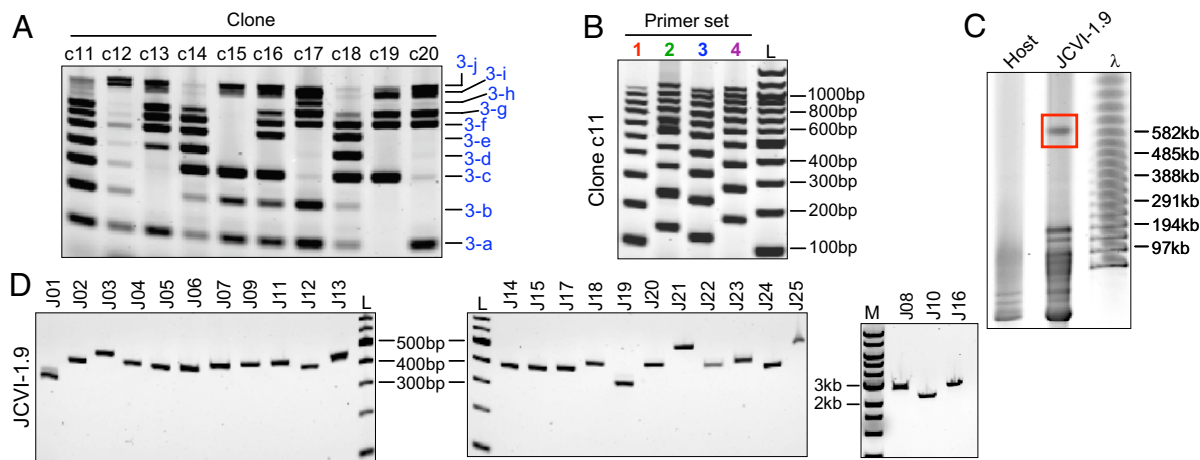 A
Clone
c11 c12 c13 c14 c15 c16 c17 c18 c19 c20
3-j
3-i
3-h
3-g
3-f
3-e
3-d
3-c
3-b
3-a
B
Primer set
1 2 3 4 L
Clone c11
1000bp
800bp
600bp
400bp
300bp
200bp
100bp
C
Host JCVI-1.9 λ
582kb
485kb
388kb
291kb
194kb
97kb
D
JCVI-1.9
J01 J02 J03 J04 J05 J06 J07 J09 J11 J12 J13 L
500bp
400bp
300bp
L J14 J15 J17 J18 J19 J20 J21 J22 J23 J24 J25
M J08 J10 J16
3kb
2kb